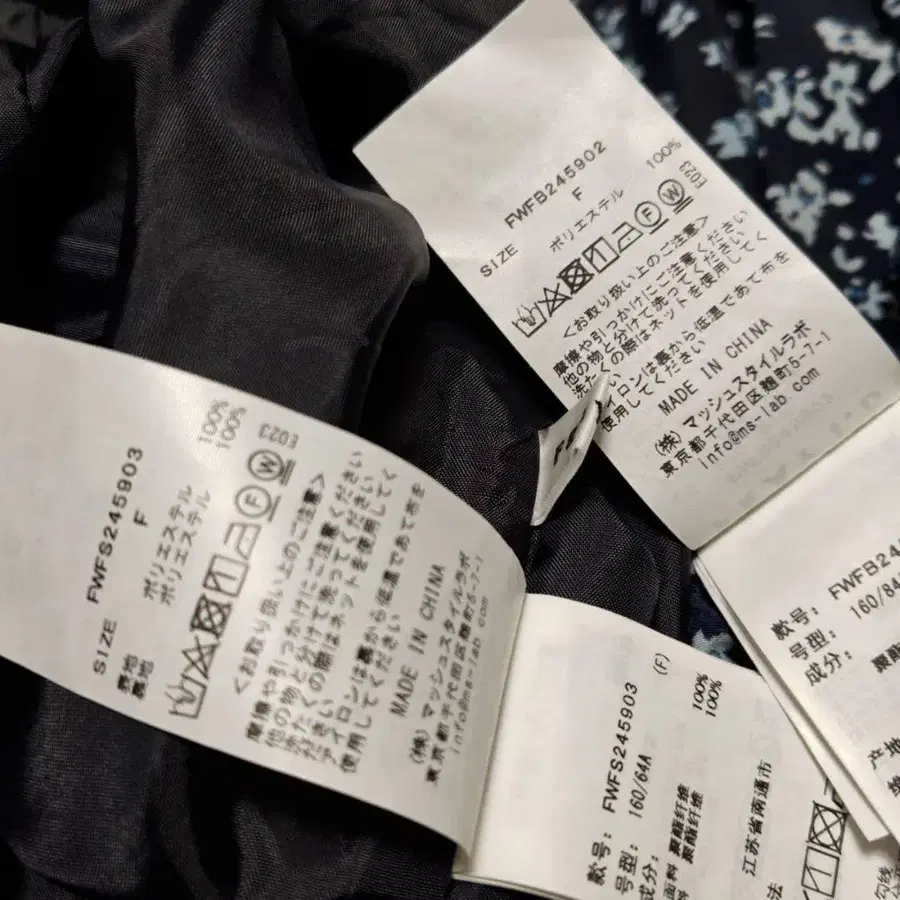 FWFB245902
SIZE F
ポリエステル 100%
E023
<お取り扱い上のご注意>
摩擦や引っかけにご注意ください
他の物と分けて洗ってください
洗たくの際はネットを使用してく
アイロンは裏から低温であて布を
使用してください
MADE IN CHINA
(株)マッシュスタイルラボ
東京都千代田区麹町5-7-1
info@ms-lab.com
FWFS245903
SIZE F
表地 ポリエステル 100%
裏地 ポリエステル 100%
E023
<お取り扱い上のご注意>
摩擦や引っかけにご注意ください
他の物と分けて洗ってください
洗たくの際はネットを使用してく
ださい
アイロンは裏から低温であて布を
使用してください
MADE IN CHINA
(株)マッシュスタイルラボ
東京都千代田区麹町5-7-1
info@ms-lab.com
款号: FWFS245903 (F)
号型: 160/64A
成分:
面料 聚酯纤维 100%
聚酯纤维 100%
江苏省南通市
款号: FWFB24
号型: 160/84
成分:
聚酯
产地